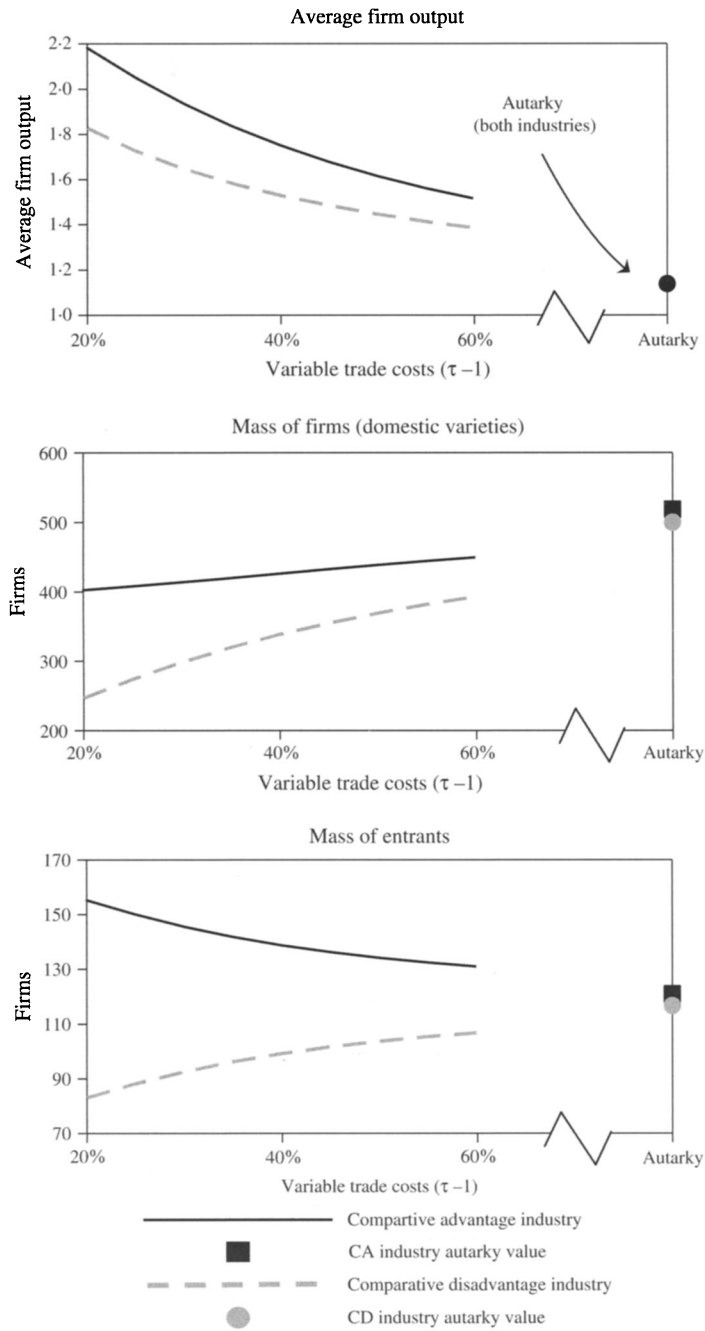 Average firm output
Average firm output
2·2
2·0
1·8
1·6
1·4
1·2
1·0
Autarky
(both industries)
20%
40%
60%
Autarky
Variable trade costs (τ –1)
Mass of firms (domestic varieties)
Firms
600
500
400
300
200
20%
40%
60%
Autarky
Variable trade costs (τ –1)
Mass of entrants
Firms
170
150
130
110
90
70
20%
40%
60%
Autarky
Variable trade costs (τ –1)
Compartive advantage industry
CA industry autarky value
Comparative disadvantage industry
CD industry autarky value